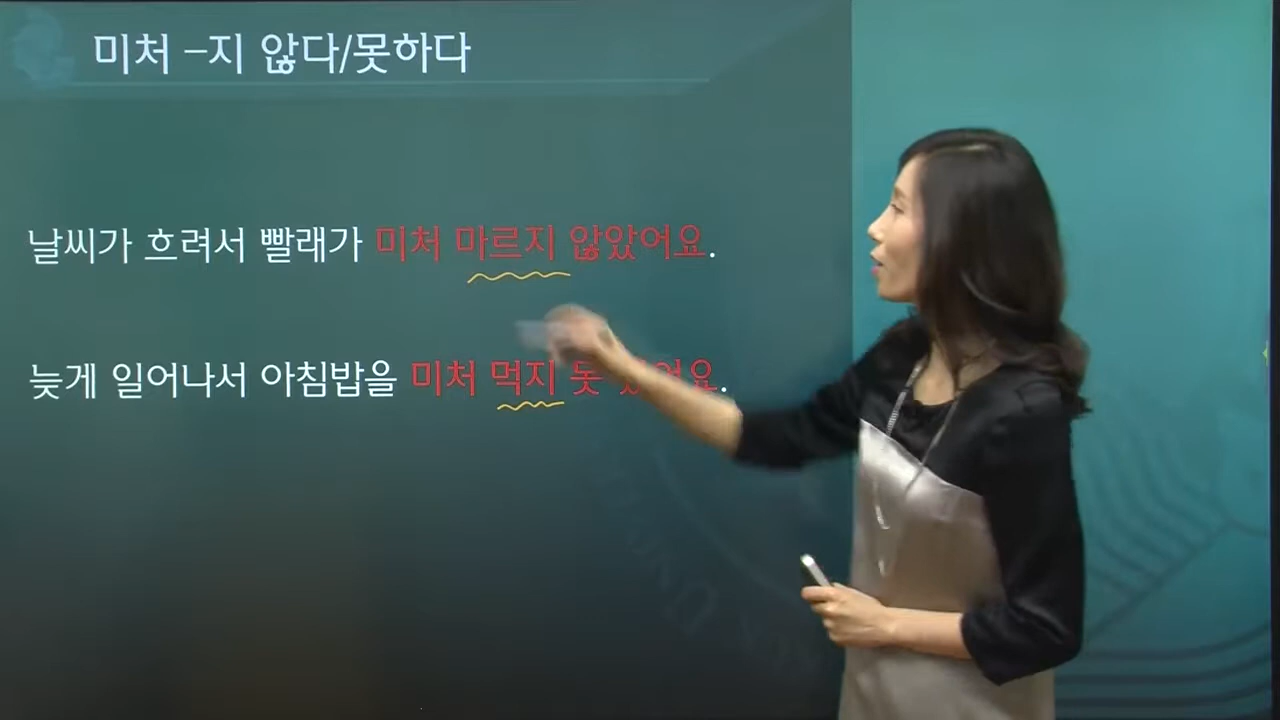 미처 –지 않다/못하다
날씨가 흐려서 빨래가 미처 마르지 않았어요.
늦게 일어나서 아침밥을 미처 먹지 못